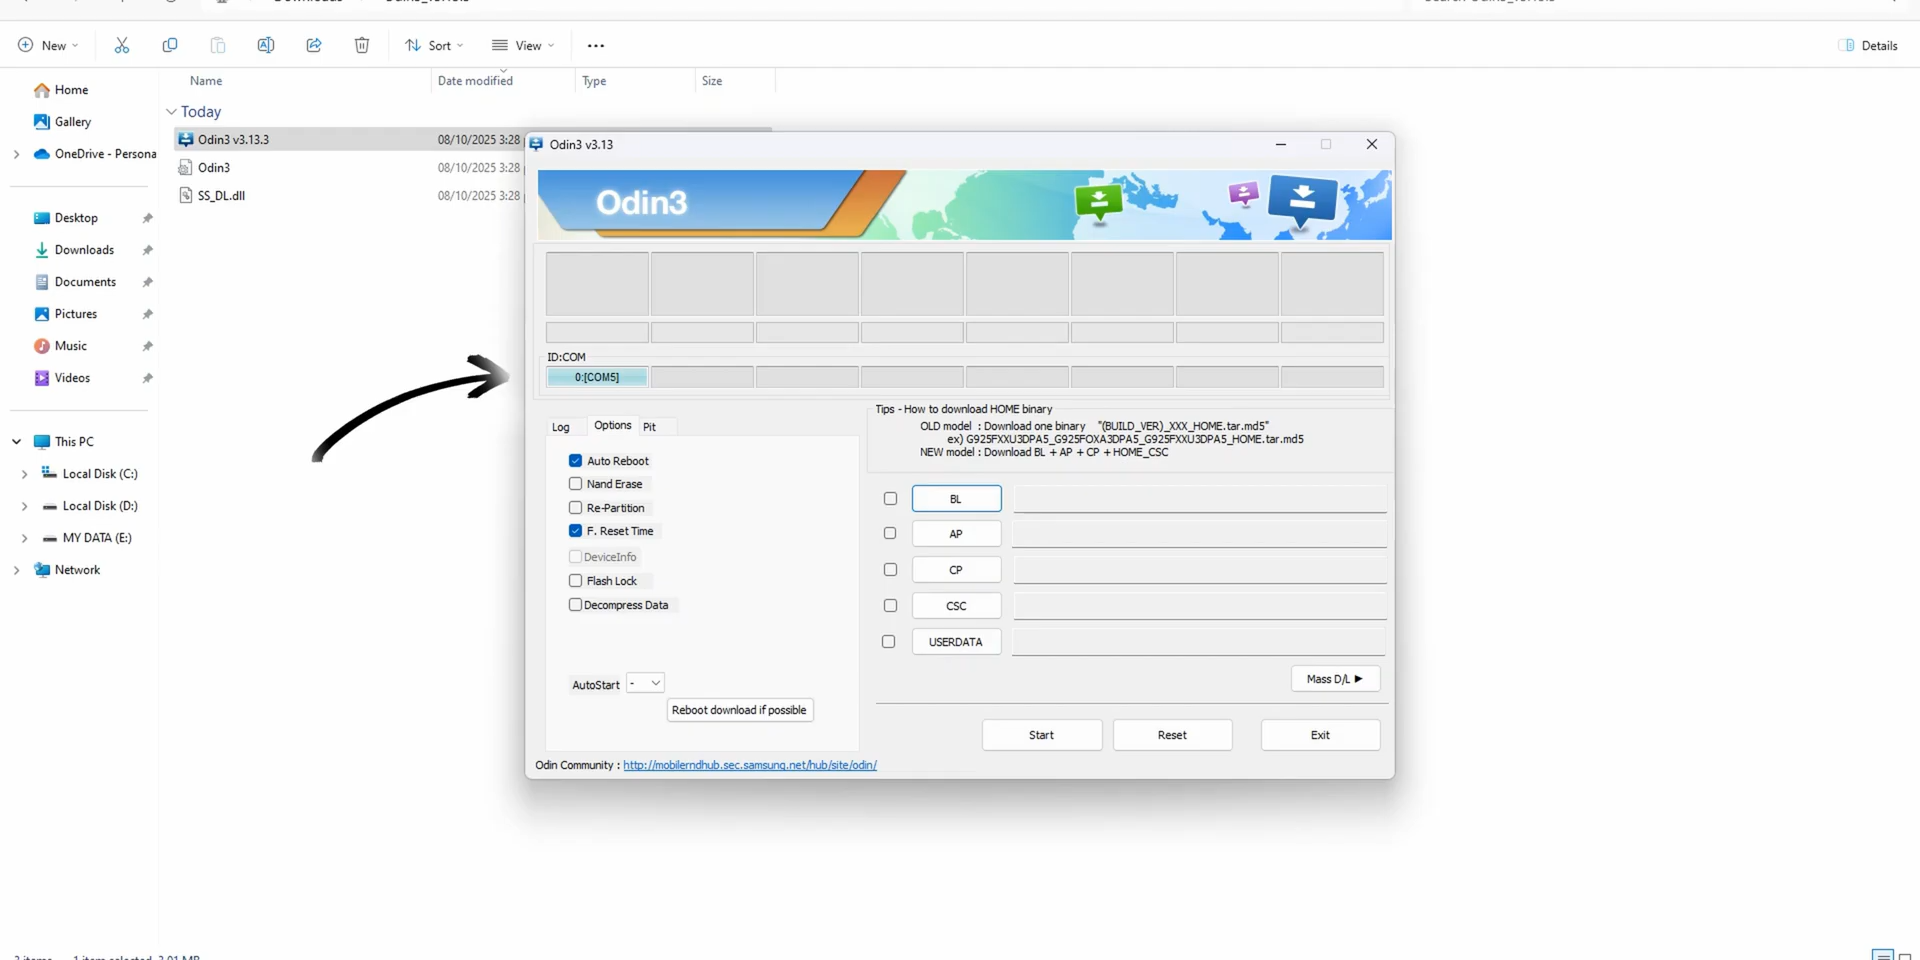 New
Sort
View
Details
Name
Date modified
Type
Size
Home
Gallery
OneDrive - Persona
Desktop
Downloads
Documents
Pictures
Music
Videos
This PC
Local Disk (C:)
Local Disk (D:)
MY DATA (E:)
Network
Today
Odin3 v3.13.3
08/10/2025 3:28
Odin3
08/10/2025 3:28
SS_DL.dll
08/10/2025 3:28
Odin3 v3.13
Odin3
ID:COM
0:[COM5]
Log
Options
Pit
Auto Reboot
Nand Erase
Re-Partition
F. Reset Time
DeviceInfo
Flash Lock
Decompress Data
AutoStart
-
Reboot download if possible
Tips - How to download HOME binary
OLD model : Download one binary "(BUILD_VER)_XXX_HOME.tar.md5"
ex) G925FXXU3DPA5_G925FOXA3DPA5_G925FXXU3DPA5_HOME.tar.md5
NEW model : Download BL + AP + CP + HOME_CSC
BL
AP
CP
CSC
USERDATA
Mass D/L ►
Start
Reset
Exit
Odin Community : http://mobilerndhub.sec.samsung.net/hub/site/odin/